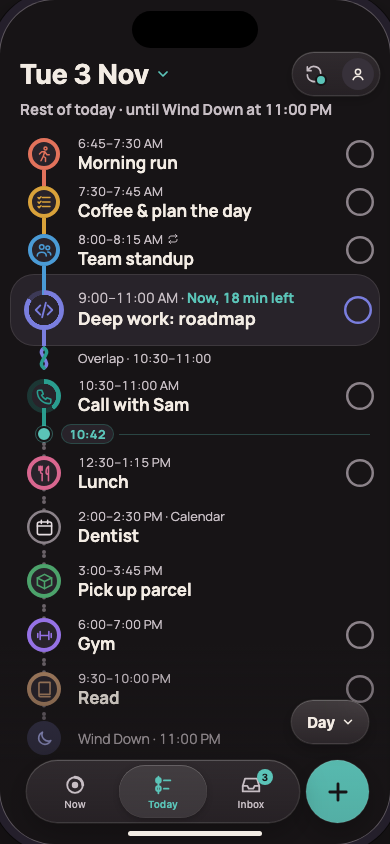 Tue 3 Nov
Rest of today · until Wind Down at 11:00 PM
6:45–7:30 AM
Morning run
7:30–7:45 AM
Coffee & plan the day
8:00–8:15 AM
Team standup
9:00–11:00 AM · Now, 18 min left
Deep work: roadmap
Overlap · 10:30–11:00
10:30–11:00 AM
Call with Sam
10:42
12:30–1:15 PM
Lunch
2:00–2:30 PM · Calendar
Dentist
3:00–3:45 PM
Pick up parcel
6:00–7:00 PM
Gym
9:30–10:00 PM
Read
Day
Wind Down · 11:00 PM
3
Now
Today
Inbox